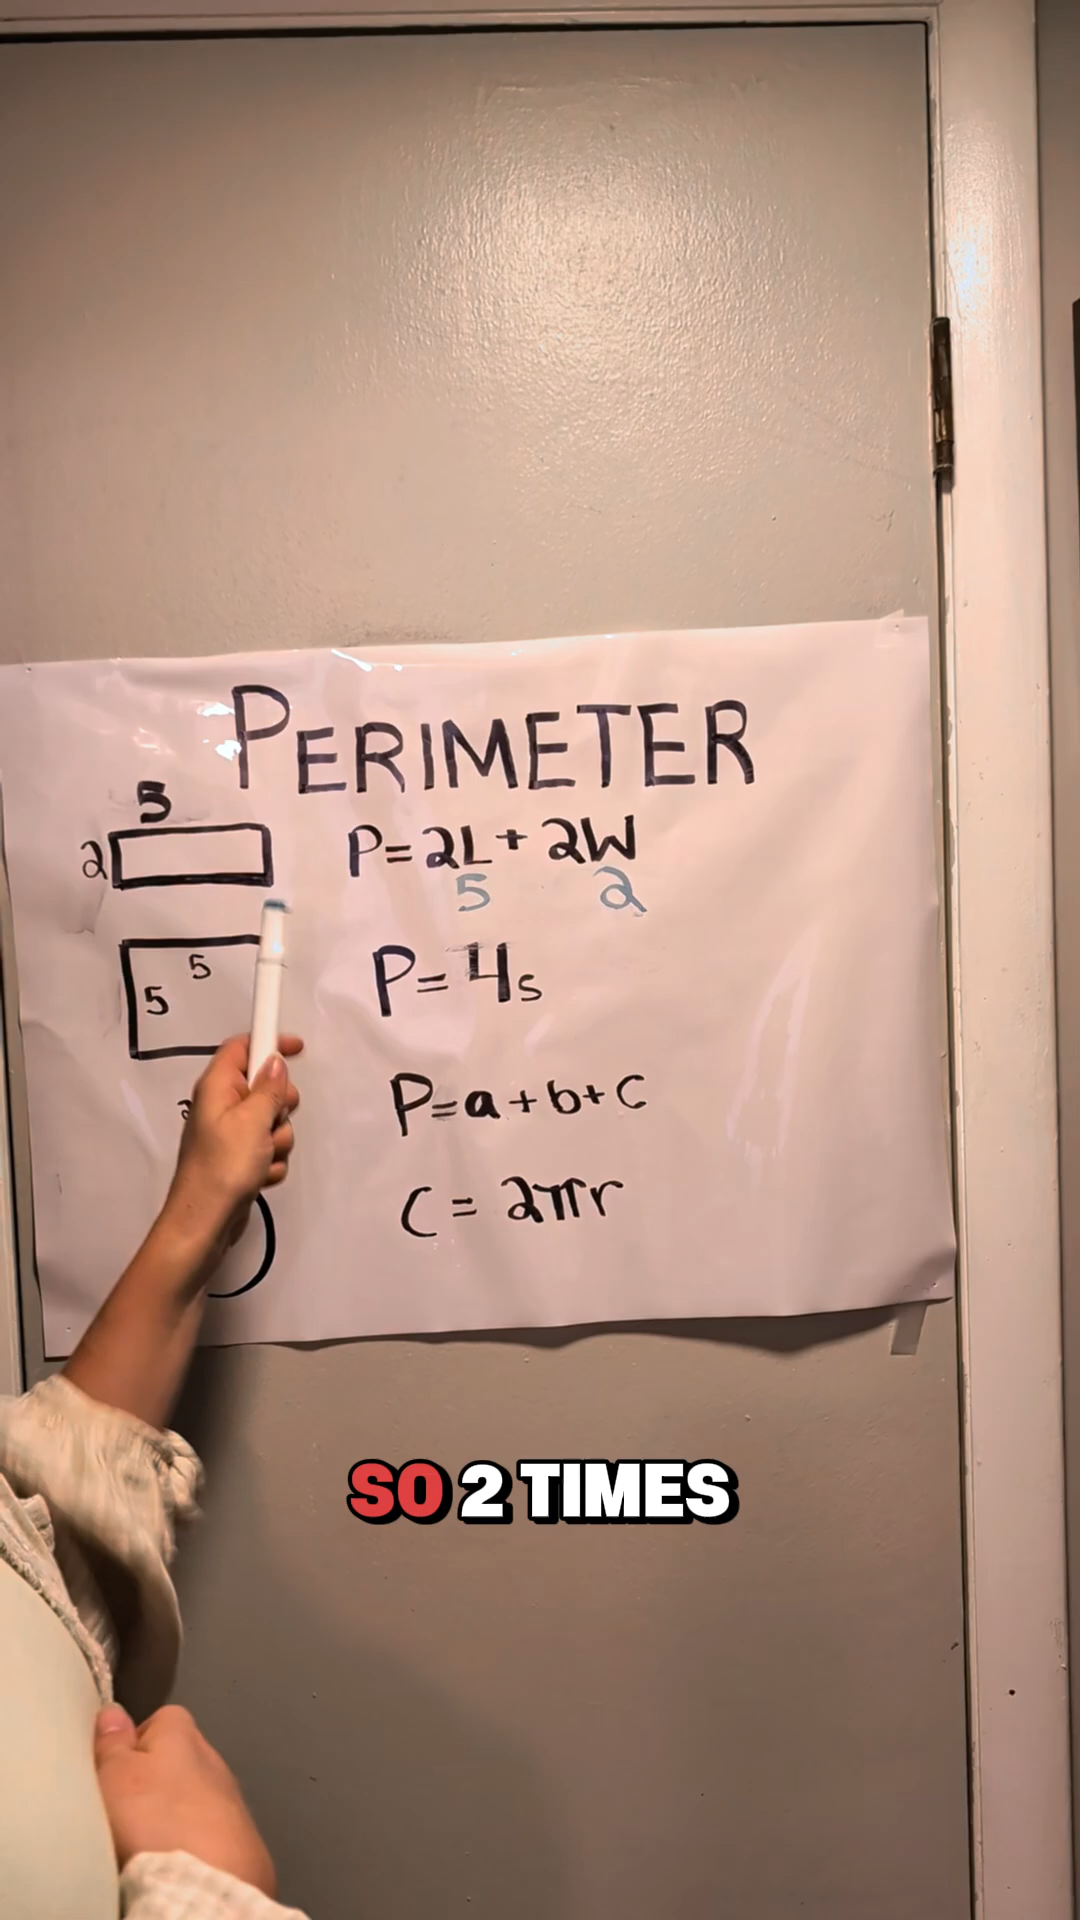 PERIMETER
5
2
P=2L+2W
5 2
5
5
P=4s
P=a+b+c
C=2πr
SO 2 TIMES